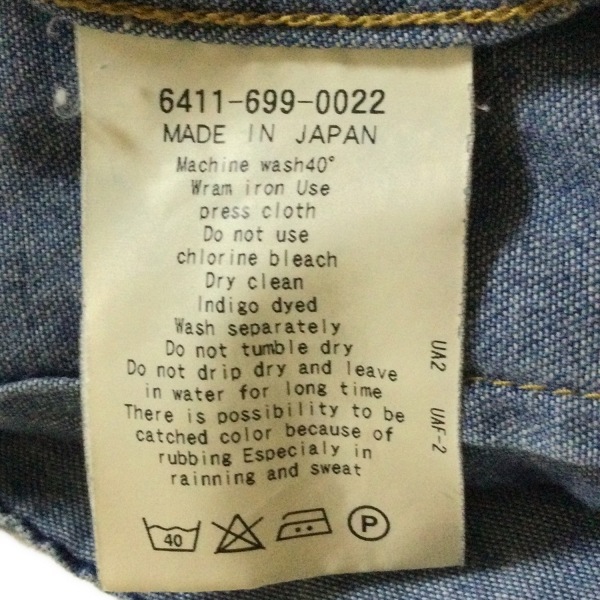 6411-699-0022
MADE IN JAPAN
Machine wash40°
Wram iron Use
press cloth
Do not use
chlorine bleach
Dry clean
Indigo dyed
Wash separately
Do not tumble dry
Do not drip dry and leave
in water for long time
There is possibility to be
catched color because of
rubbing Especialy in
rainning and sweat
UA2 UAF-2
40 P